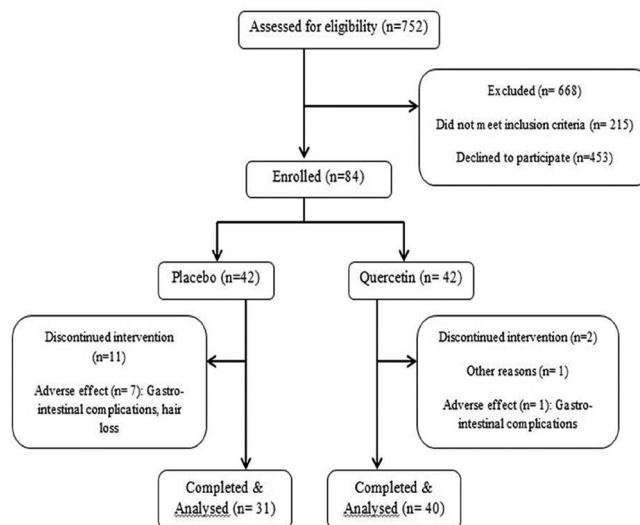 Assessed for eligibility (n=752)
Excluded (n= 668)
Did not meet inclusion criteria (n= 215)
Declined to participate (n=453)
Enrolled (n=84)
Placebo (n=42)
Quercetin (n= 42)
Discontinued intervention
(n=11)
Adverse effect (n= 7): Gastro-
intestinal complications, hair
loss
Discontinued intervention (n=2)
Other reasons (n= 1)
Adverse effect (n= 1): Gastro-
intestinal complications
Completed &
Analysed (n= 31)
Completed &
Analysed (n= 40)